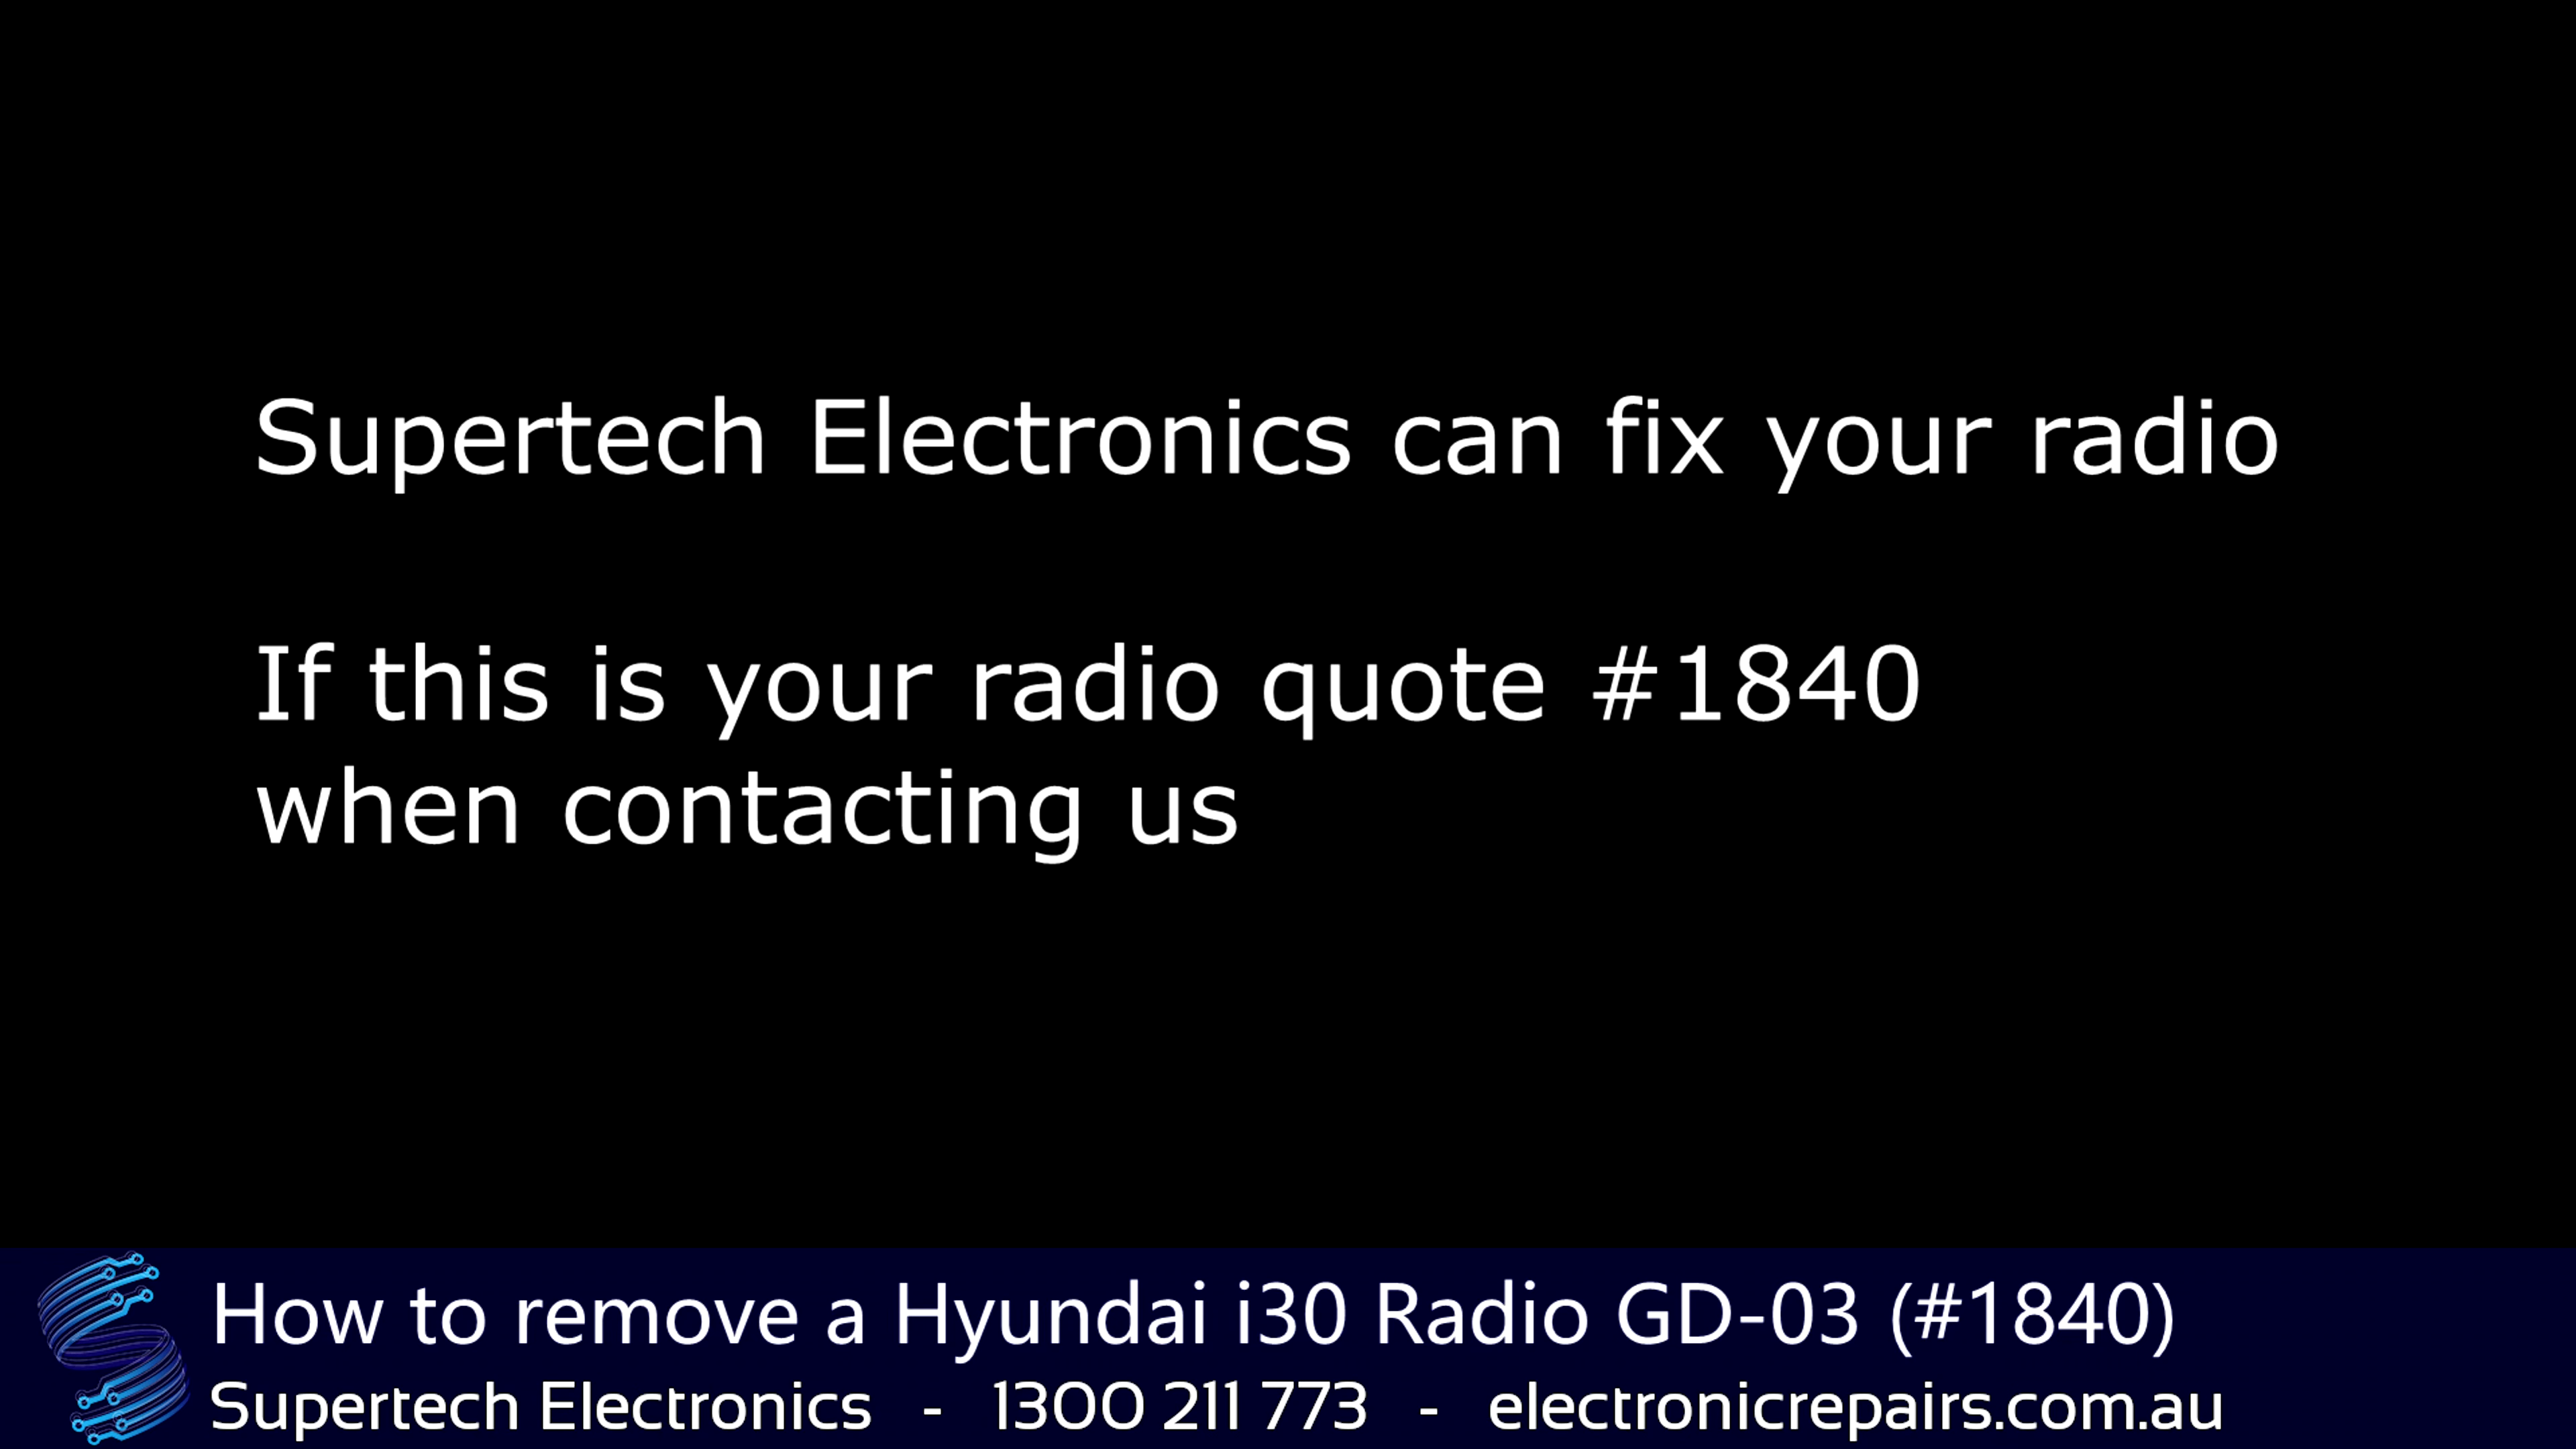 Supertech Electronics can fix your radio
If this is your radio quote #1840
when contacting us
How to remove a Hyundai i30 Radio GD-03 (#1840)
Supertech Electronics - 1300 211 773 - electronicrepairs.com.au